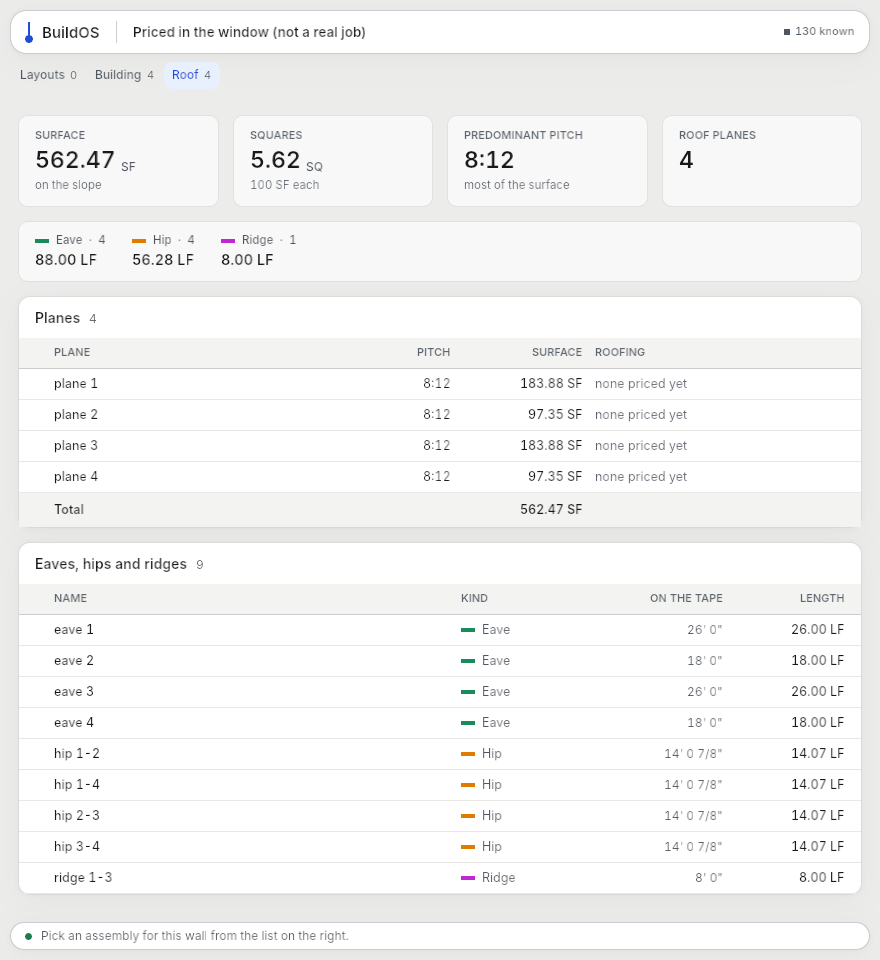 BuildOS Priced in the window (not a real job) 130 known
Layouts 0 Building 4 Roof 4
SURFACE SQUARES PREDOMINANT PITCH ROOF PLANES
562.47 SF 5.62 SQ 8:12 4
on the slope 100 SF each most of the surface
Eave · 4 Hip · 4 Ridge · 1
88.00 LF 56.28 LF 8.00 LF
Planes 4
PLANE PITCH SURFACE ROOFING
plane 1 8:12 183.88 SF none priced yet
plane 2 8:12 97.35 SF none priced yet
plane 3 8:12 183.88 SF none priced yet
plane 4 8:12 97.35 SF none priced yet
Total 562.47 SF
Eaves, hips and ridges 9
NAME KIND ON THE TAPE LENGTH
eave 1 Eave 26' 0" 26.00 LF
eave 2 Eave 18' 0" 18.00 LF
eave 3 Eave 26' 0" 26.00 LF
eave 4 Eave 18' 0" 18.00 LF
hip 1-2 Hip 14' 0 7/8" 14.07 LF
hip 1-4 Hip 14' 0 7/8" 14.07 LF
hip 2-3 Hip 14' 0 7/8" 14.07 LF
hip 3-4 Hip 14' 0 7/8" 14.07 LF
ridge 1-3 Ridge 8' 0" 8.00 LF
Pick an assembly for this wall from the list on the right.